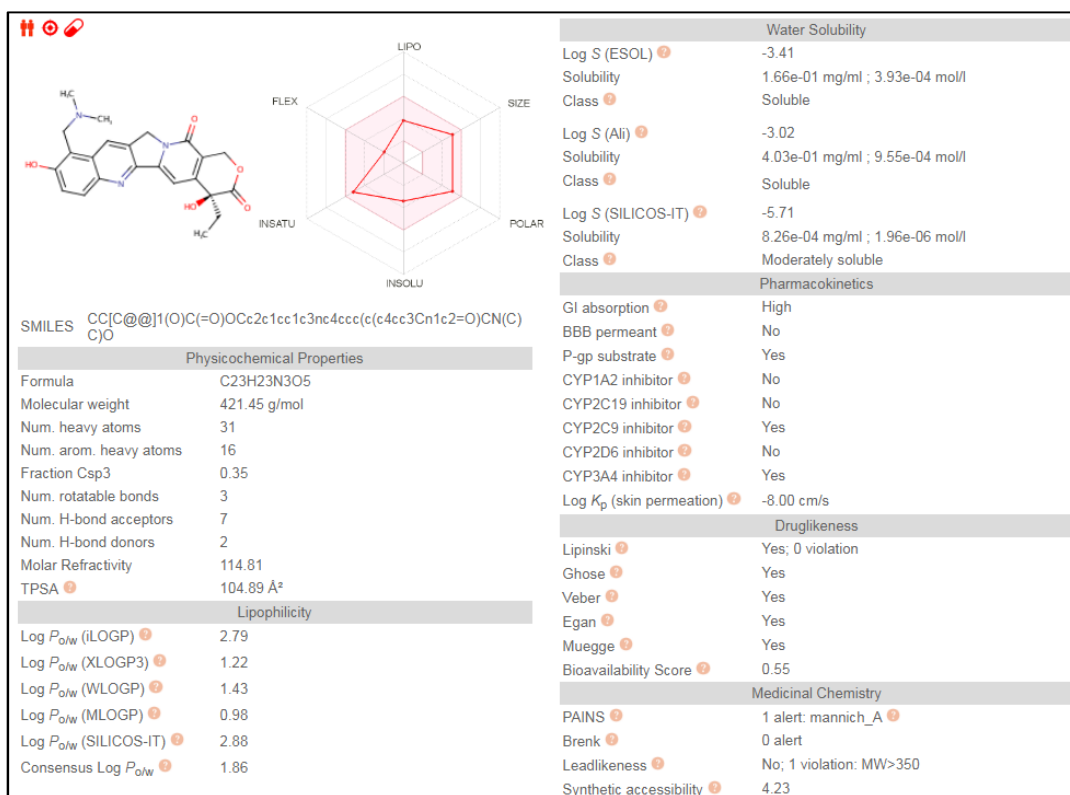 LIPO
FLEX
SIZE
INSATU
POLAR
INSOLU
H₃C
N
CH₃
HO
N
N
O
O
O
HO
H₃C
SMILES CC[C@@]1(O)C(=O)OCc2c1cc1c3nc4ccc(c(c4cc3Cn1c2=O)CN(C)
C)O
Physicochemical Properties
Formula C23H23N3O5
Molecular weight 421.45 g/mol
Num. heavy atoms 31
Num. arom. heavy atoms 16
Fraction Csp3 0.35
Num. rotatable bonds 3
Num. H-bond acceptors 7
Num. H-bond donors 2
Molar Refractivity 114.81
TPSA ? 104.89 Å²
Lipophilicity
Log Po/w (iLOGP) ? 2.79
Log Po/w (XLOGP3) ? 1.22
Log Po/w (WLOGP) ? 1.43
Log Po/w (MLOGP) ? 0.98
Log Po/w (SILICOS-IT) ? 2.88
Consensus Log Po/w ? 1.86
Water Solubility
Log S (ESOL) ? -3.41
Solubility 1.66e-01 mg/ml ; 3.93e-04 mol/l
Class ? Soluble
Log S (Ali) ? -3.02
Solubility 4.03e-01 mg/ml ; 9.55e-04 mol/l
Class ? Soluble
Log S (SILICOS-IT) ? -5.71
Solubility 8.26e-04 mg/ml ; 1.96e-06 mol/l
Class ? Moderately soluble
Pharmacokinetics
GI absorption ? High
BBB permeant ? No
P-gp substrate ? Yes
CYP1A2 inhibitor ? No
CYP2C19 inhibitor ? No
CYP2C9 inhibitor ? Yes
CYP2D6 inhibitor ? No
CYP3A4 inhibitor ? Yes
Log Kp (skin permeation) ? -8.00 cm/s
Druglikeness
Lipinski ? Yes; 0 violation
Ghose ? Yes
Veber ? Yes
Egan ? Yes
Muegge ? Yes
Bioavailability Score ? 0.55
Medicinal Chemistry
PAINS ? 1 alert: mannich_A ?
Brenk ? 0 alert
Leadlikeness ? No; 1 violation: MW>350
Synthetic accessibility ? 4.23